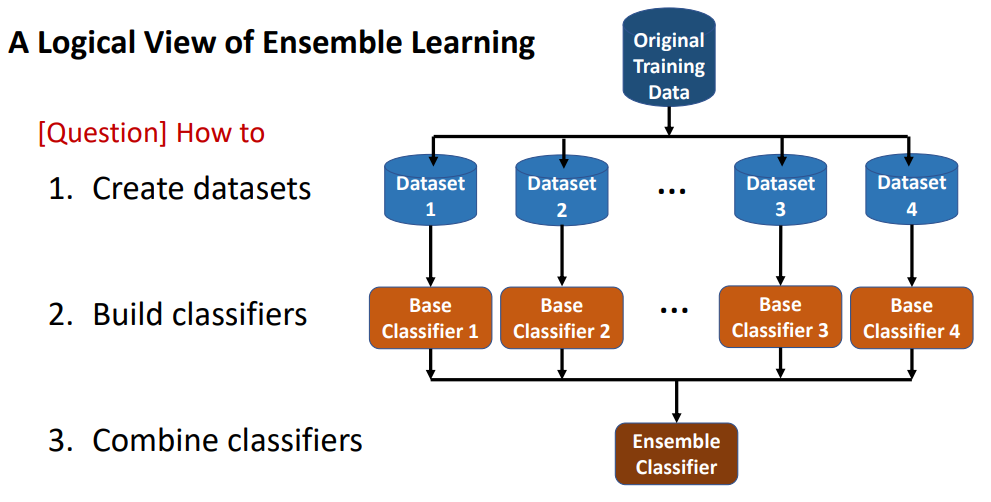 A Logical View of Ensemble Learning
Original
Training
Data
[Question] How to
1. Create datasets
Dataset
1
Dataset
2
...
Dataset
3
Dataset
4
2. Build classifiers
Base
Classifier 1
Base
Classifier 2
...
Base
Classifier 3
Base
Classifier 4
3. Combine classifiers
Ensemble
Classifier